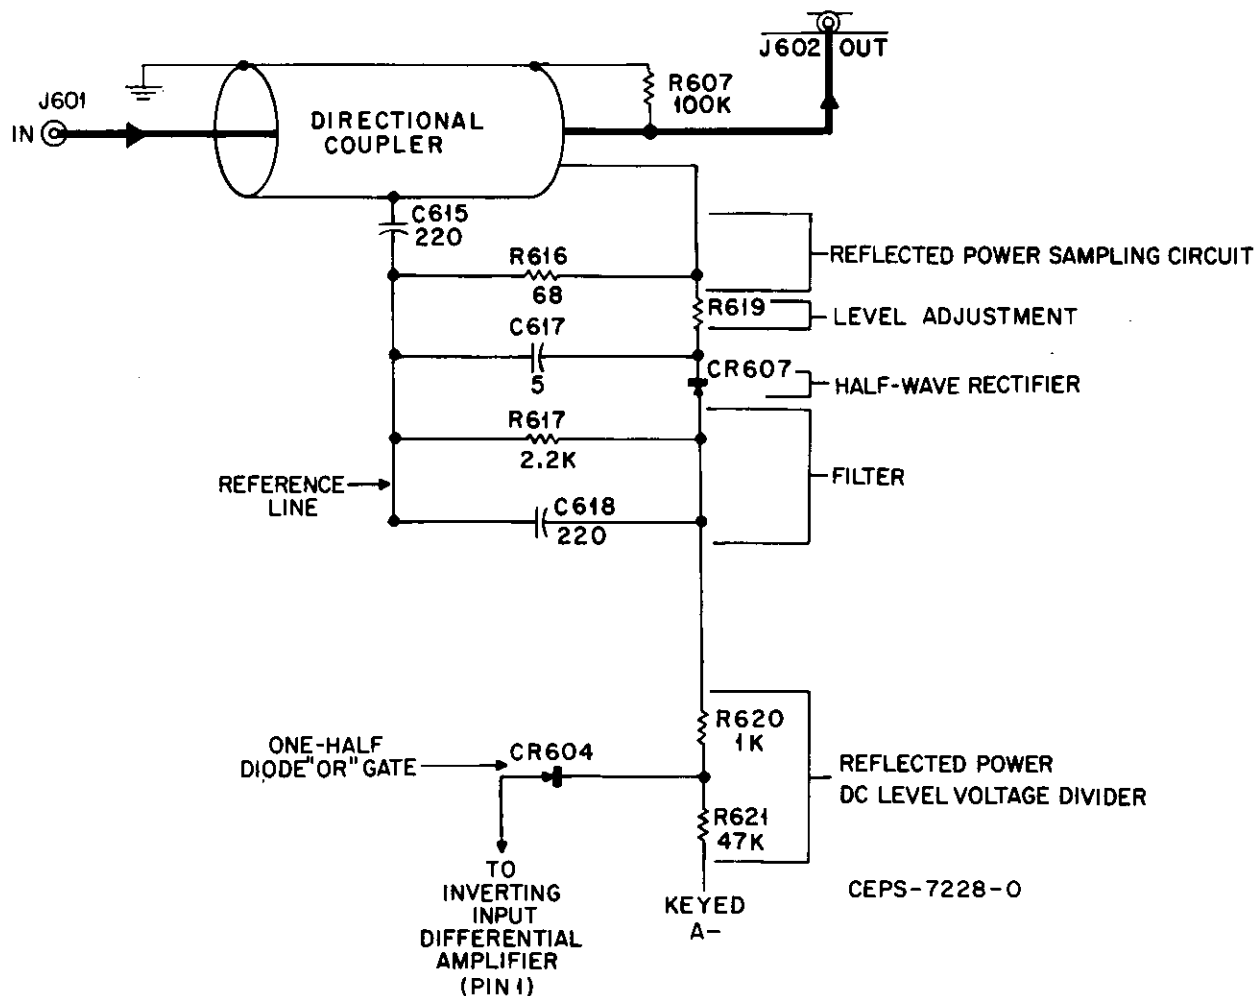 J602 OUT
R607
100K
J601
IN
DIRECTIONAL
COUPLER
C615
220
REFLECTED POWER SAMPLING CIRCUIT
R616
68
R619
LEVEL ADJUSTMENT
C617
5
CR607
HALF-WAVE RECTIFIER
R617
2.2K
FILTER
REFERENCE
LINE
C618
220
R620
1K
ONE-HALF
DIODE"OR"GATE
CR604
REFLECTED POWER
DC LEVEL VOLTAGE DIVIDER
R621
47K
TO
INVERTING
INPUT
DIFFERENTIAL
AMPLIFIER
(PIN 1)
KEYED
A-
CEPS-7228-0